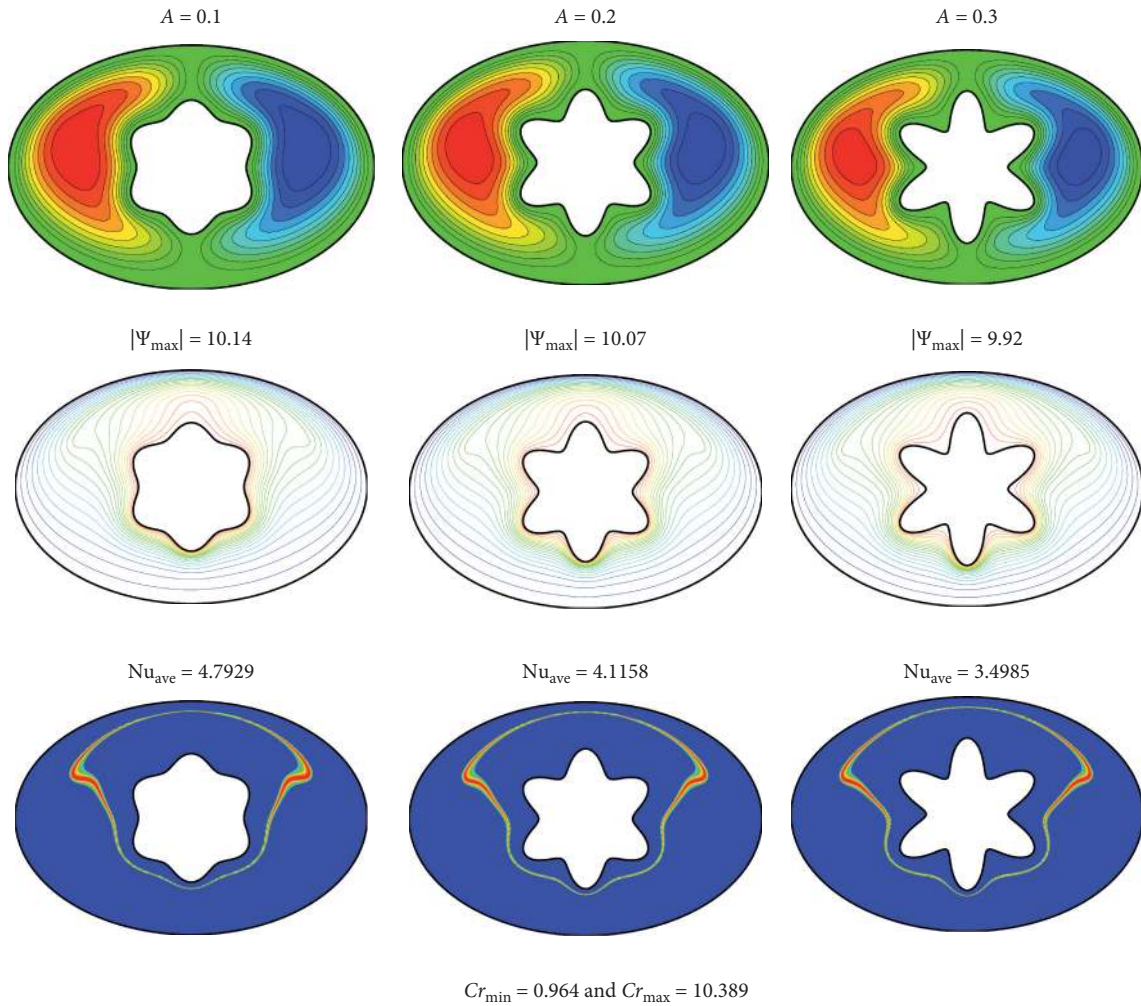 A = 0.1 A = 0.2 A = 0.3
|Ψmax| = 10.14 |Ψmax| = 10.07 |Ψmax| = 9.92
Nuave = 4.7929 Nuave = 4.1158 Nuave = 3.4985
Crmin = 0.964 and Crmax = 10.389